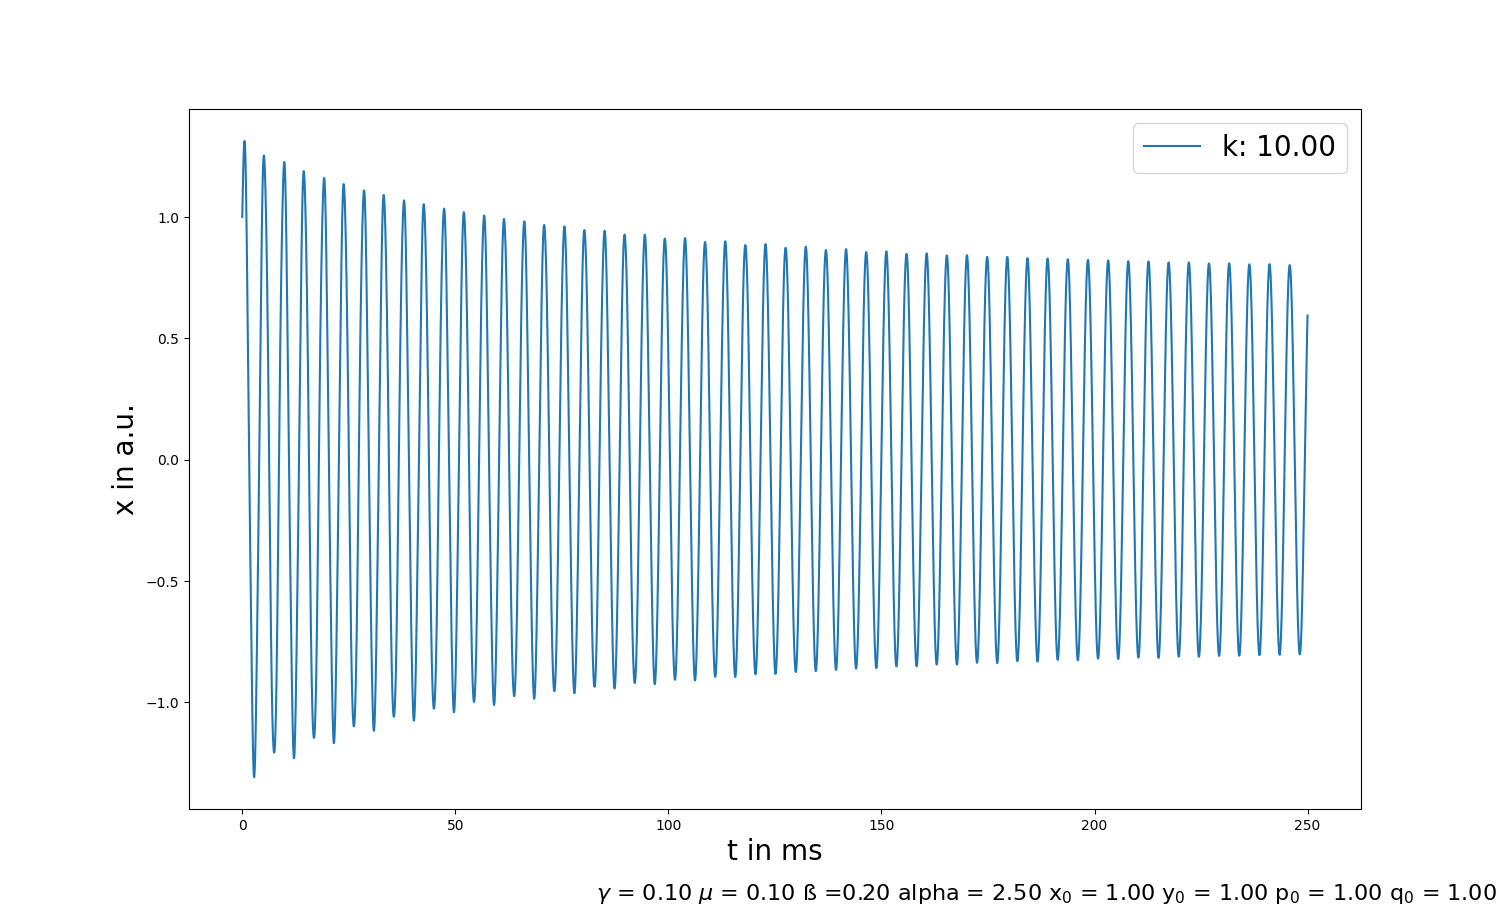 k: 10.00
1.0
0.5
0.0
−0.5
−1.0
x in a.u.
0 50 100 150 200 250
t in ms
γ = 0.10 μ = 0.10 ß =0.20 alpha = 2.50 x₀ = 1.00 y₀ = 1.00 p₀ = 1.00 q₀ = 1.00